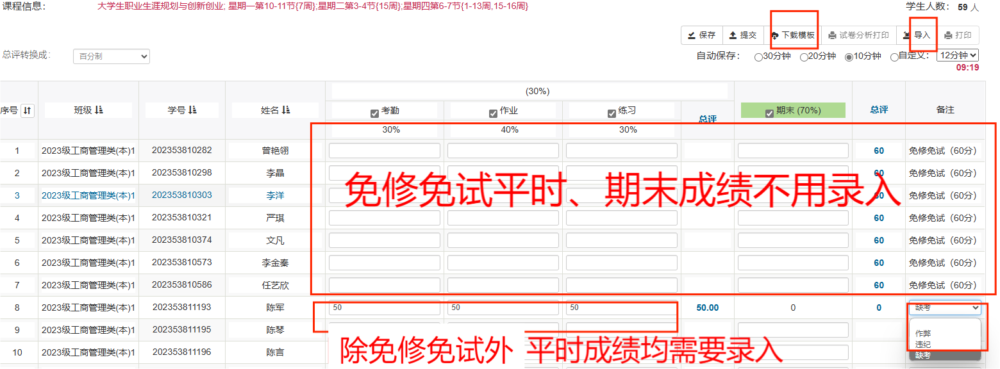 课程信息: 大学生职业生涯规划与创新创业; 星期一第10-11节{7周};星期二第3-4节{15周};星期四第6-7节{1-13周,15-16周} 学生人数: 59 人
保存 提交 下载模板 试卷分析打印 导入 打印
总评转换成: 百分制 自动保存: 30分钟 20分钟 10分钟 自定义: 12分钟
09:19
(30%)
序号 班级 学号 姓名 考勤 作业 练习 总评 期末 (70%) 总评 备注
30% 40% 30%
1 2023级工商管理类(本)1 202353810282 曾艳翎 60 免修免试（60分）
2 2023级工商管理类(本)1 202353810298 李晶 60 免修免试（60分）
免修免试平时、期末成绩不用录入
3 2023级工商管理类(本)1 202353810303 李洋 60 免修免试（60分）
4 2023级工商管理类(本)1 202353810321 严琪 60 免修免试（60分）
5 2023级工商管理类(本)1 202353810374 文凡 60 免修免试（60分）
6 2023级工商管理类(本)1 202353810573 李金秦 60 免修免试（60分）
7 2023级工商管理类(本)1 202353810586 任艺欣 60 免修免试（60分）
8 2023级工商管理类(本)1 202353811193 陈军 50 50 50 50.00 0 0 缺考
9 2023级工商管理类(本)1 202353811195 陈琴 作弊
违纪
除免修免试外 平时成绩均需要录入
10 2023级工商管理类(本)1 202353811196 陈言 缺考